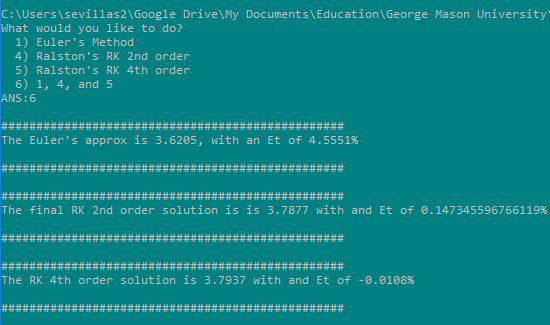 C:\Users\sevillas2\Google Drive\My Documents\Education\George Mason University\
What would you like to do?
1) Euler's Method
4) Ralston's RK 2nd order
5) Ralston's RK 4th order
6) 1, 4, and 5
ANS:6
#################################################
The Euler's approx is 3.6205, with an Et of 4.5551%
#################################################
#################################################
The final RK 2nd order solution is is 3.7877 with and Et of 0.147345596766119%
#################################################
#################################################
The RK 4th order solution is 3.7937 with and Et of -0.0108%
#################################################